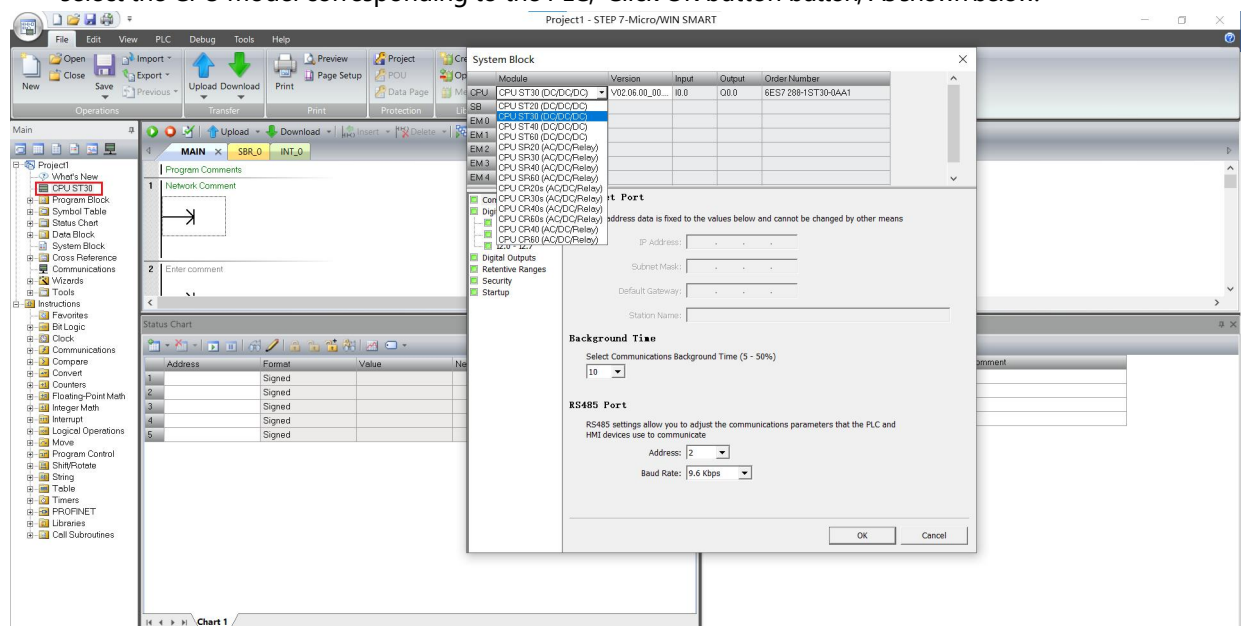 Select the CPU model corresponding to the PLC, Click OK button button, As shown below:
Project1 - STEP 7-Micro/WIN SMART
File Edit View PLC Debug Tools Help
New
Open
Close
Save
Import
Export
Previous
Upload
Download
Print
Preview
Page Setup
Project
POU
Data Page
Operations
Transfer
Print
Protection
Main
Project1
What's New
CPU ST30
Program Block
Symbol Table
Status Chart
Data Block
System Block
Cross Reference
Communications
Wizards
Tools
Instructions
Favorites
Bit Logic
Clock
Communications
Compare
Convert
Counters
Floating-Point Math
Integer Math
Interrupt
Logical Operations
Move
Program Control
Shift/Rotate
String
Table
Timers
PROFINET
Libraries
Call Subroutines
Upload Download Insert Delete
MAIN SBR_0 INT_0
Program Comments
1 Network Comment
2 Enter comment
Status Chart
Address Format Value
1 Signed
2 Signed
3 Signed
4 Signed
5 Signed
Chart 1
System Block
Module Version Input Output Order Number
CPU CPU ST30 (DC/DC/DC) V02.06.00_00... I0.0 Q0.0 6ES7 288-1ST30-0AA1
SB
EM 0
EM 1
EM 2
EM 3
EM 4
CPU ST20 (DC/DC/DC)
CPU ST30 (DC/DC/DC)
CPU ST40 (DC/DC/DC)
CPU ST60 (DC/DC/DC)
CPU SR20 (AC/DC/Relay)
CPU SR30 (AC/DC/Relay)
CPU SR40 (AC/DC/Relay)
CPU SR60 (AC/DC/Relay)
CPU CR20s (AC/DC/Relay)
CPU CR30s (AC/DC/Relay)
CPU CR40s (AC/DC/Relay)
CPU CR60s (AC/DC/Relay)
CPU CR40 (AC/DC/Relay)
CPU CR60 (AC/DC/Relay)
I2.0 - I2.7
Digital Outputs
Retentive Ranges
Security
Startup
et Port
address data is fixed to the values below and cannot be changed by other means
IP Address: . . .
Subnet Mask: . . .
Default Gateway: . . .
Station Name:
Background Time
Select Communications Background Time (5 - 50%)
10
RS485 Port
RS485 settings allow you to adjust the communications parameters that the PLC and
HMI devices use to communicate
Address: 2
Baud Rate: 9.6 Kbps
OK Cancel
omment